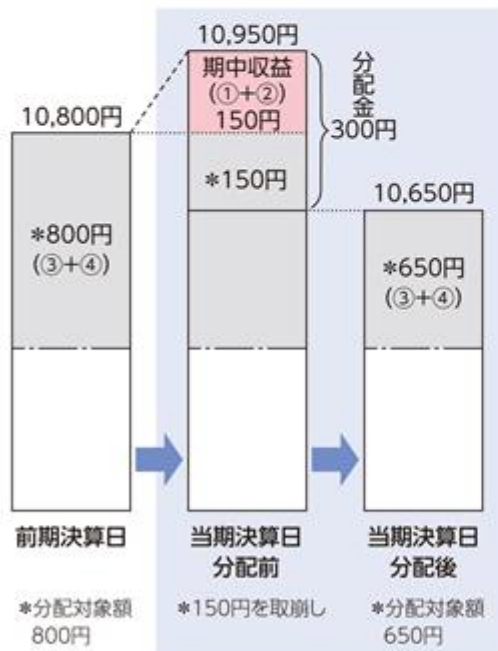 10,800円
*800円
(③+④)
前期決算日
*分配対象額
800円
10,950円
期中収益
(①+②)
150円
*150円
分配金
300円
当期決算日
分配前
*150円を取崩し
10,650円
*650円
(③+④)
当期決算日
分配後
*分配対象額
650円